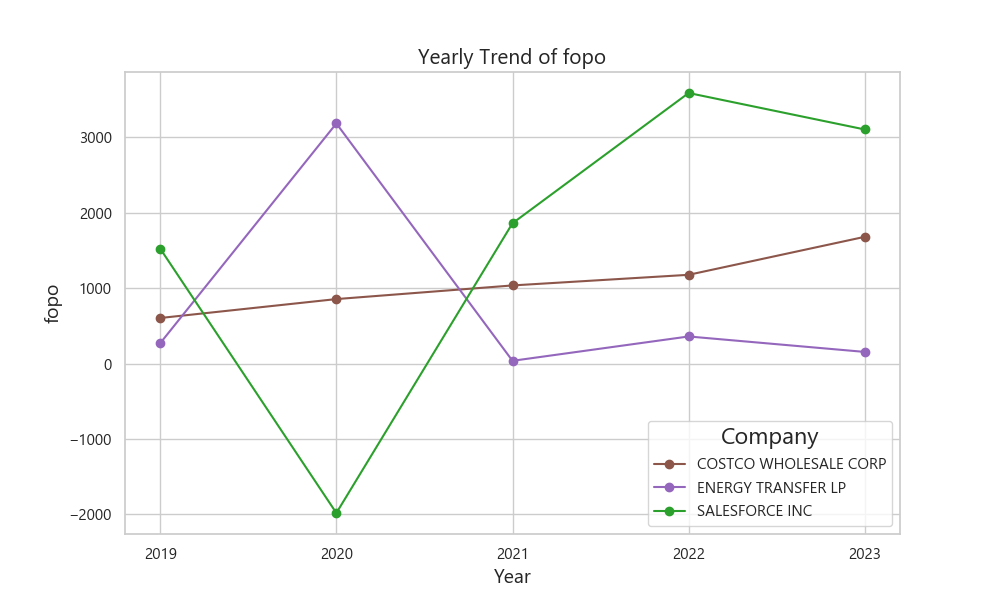 Yearly Trend of fopo
fopo
3000
2000
1000
0
−1000
−2000
2019 2020 2021 2022 2023
Year
Company
COSTCO WHOLESALE CORP
ENERGY TRANSFER LP
SALESFORCE INC